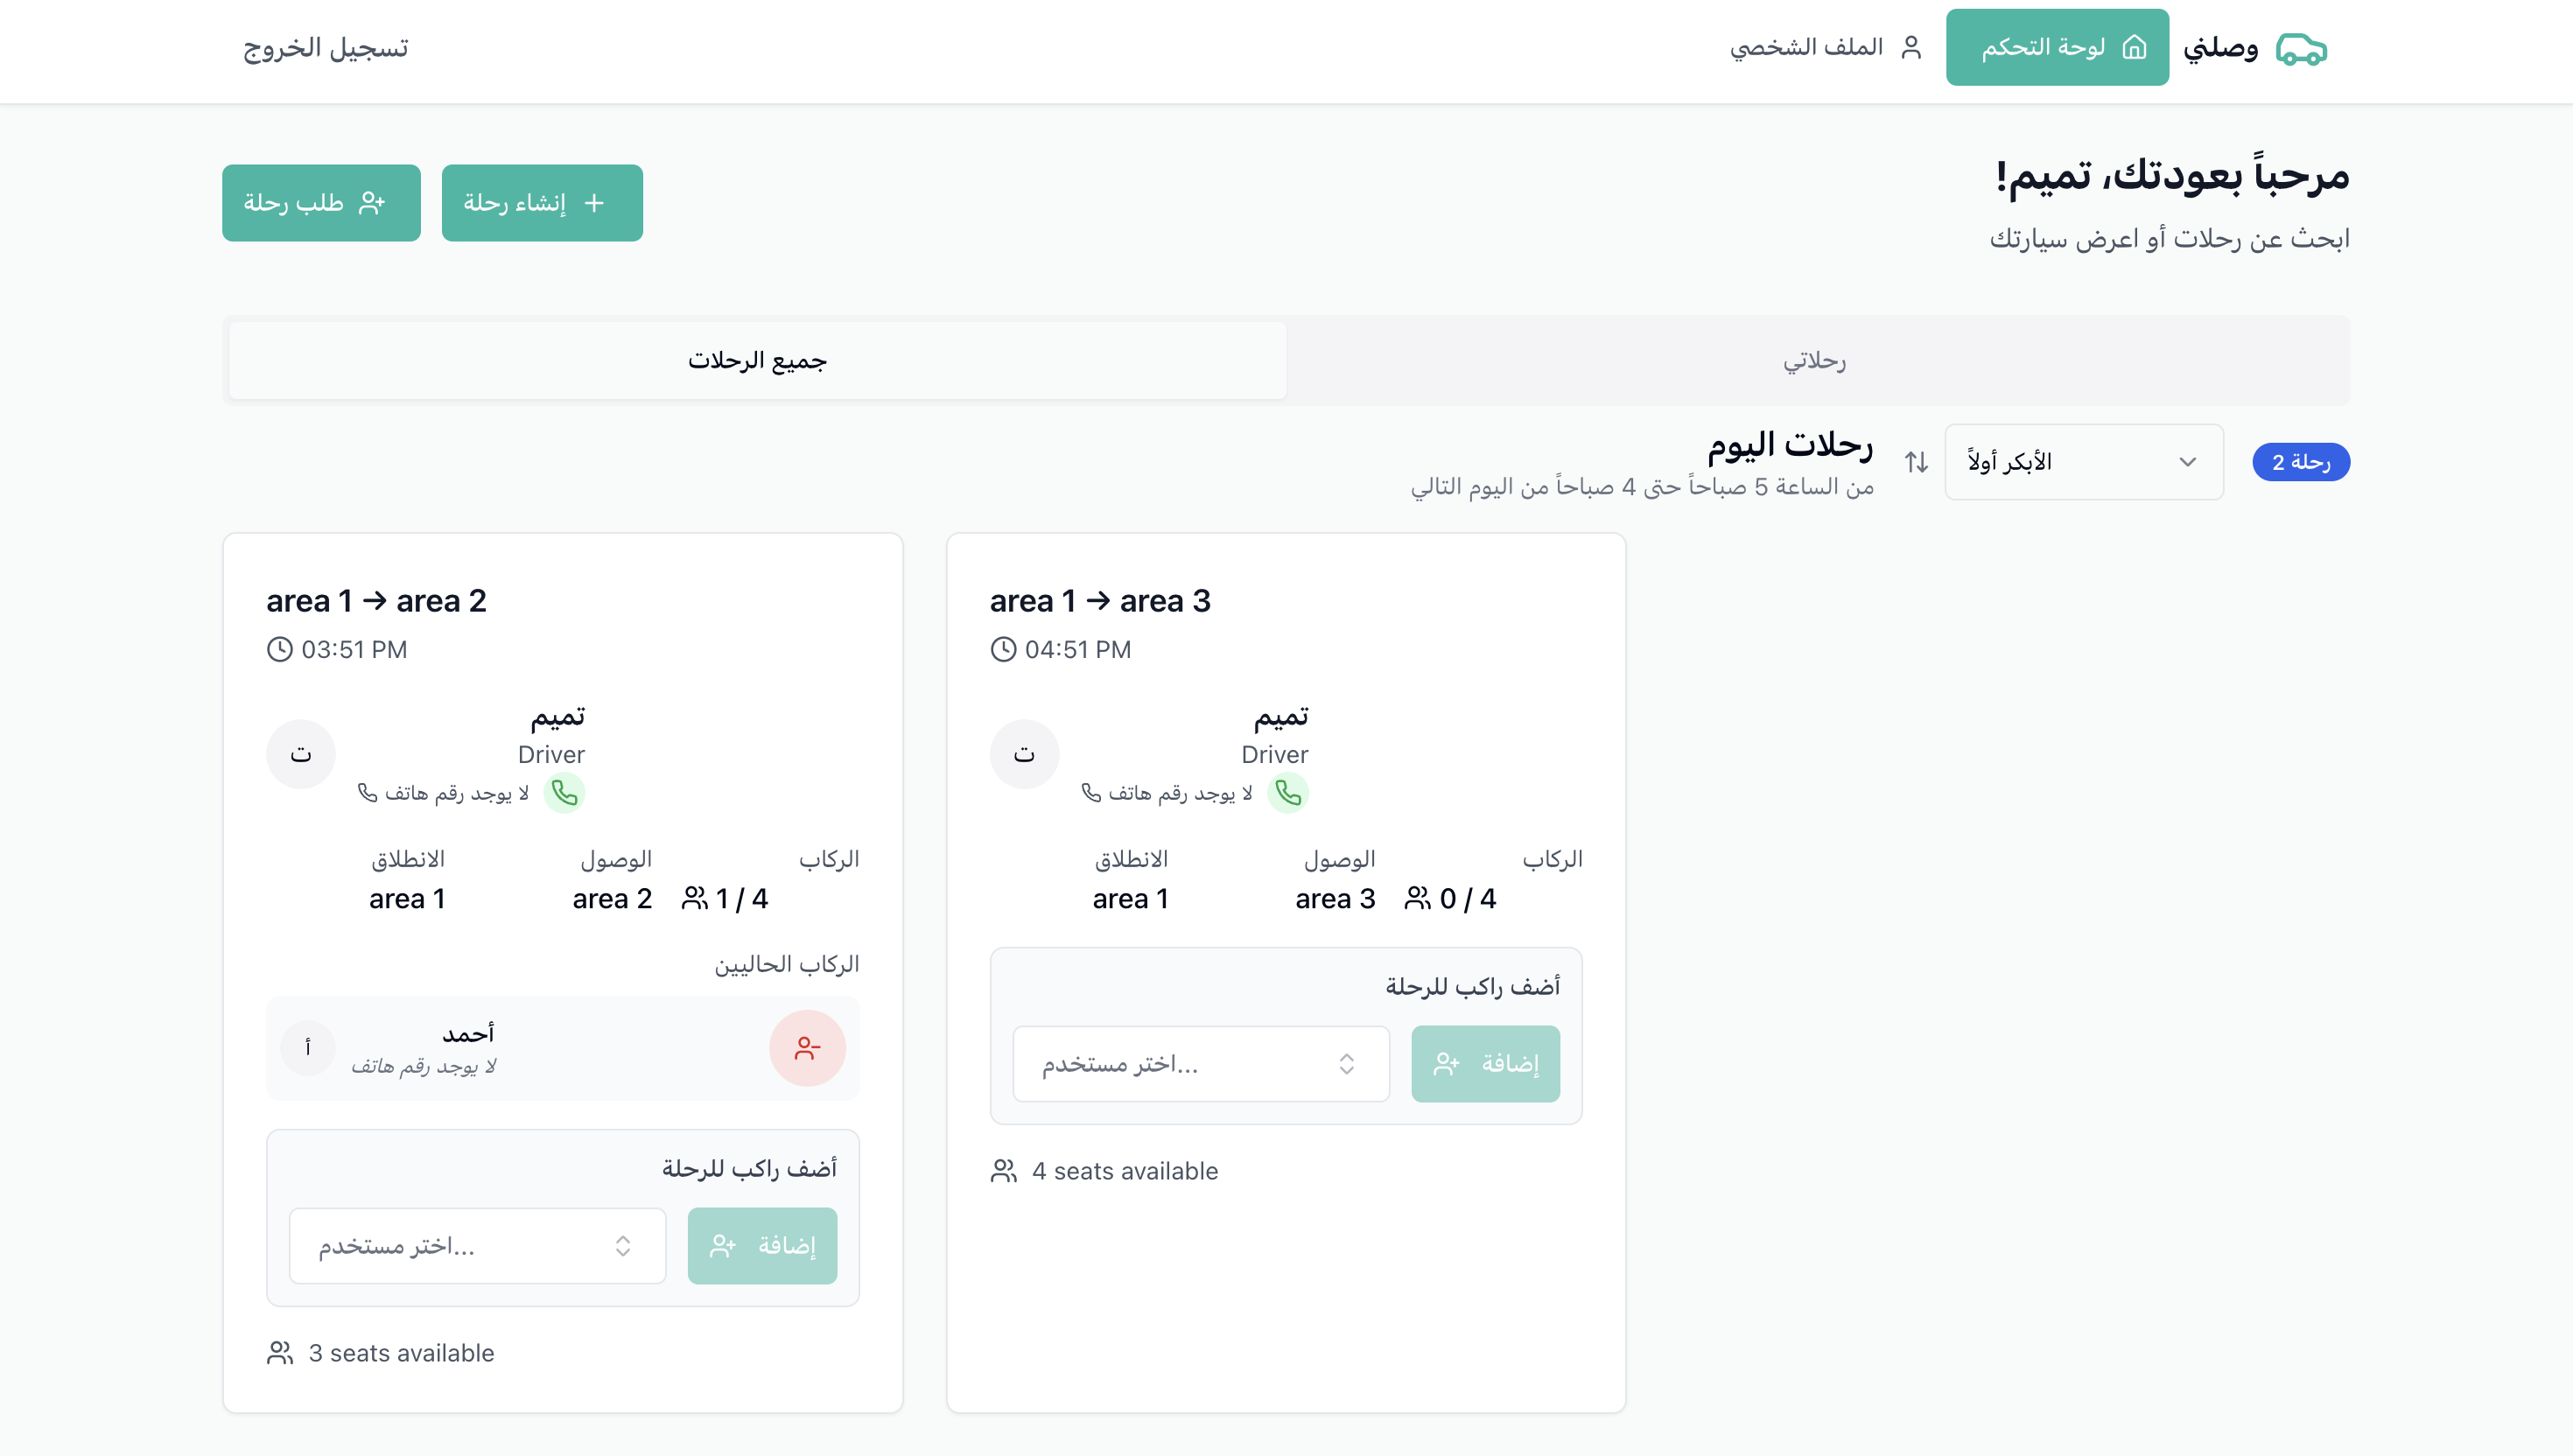 وصلني
لوحة التحكم
الملف الشخصي
تسجيل الخروج
مرحباً بعودتك، تميم!
ابحث عن رحلات أو اعرض سيارتك
إنشاء رحلة
طلب رحلة
رحلاتي
جميع الرحلات
2 رحلة
الأبكر أولاً
رحلات اليوم
من الساعة 5 صباحاً حتى 4 صباحاً من اليوم التالي
area 1 → area 2
03:51 PM
ت
تميم
Driver
لا يوجد رقم هاتف
الانطلاق
area 1
الوصول
area 2
الركاب
1 / 4
الركاب الحاليين
أ
أحمد
لا يوجد رقم هاتف
أضف راكب للرحلة
اختر مستخدم...
إضافة
3 seats available
area 1 → area 3
04:51 PM
ت
تميم
Driver
لا يوجد رقم هاتف
الانطلاق
area 1
الوصول
area 3
الركاب
0 / 4
أضف راكب للرحلة
اختر مستخدم...
إضافة
4 seats available